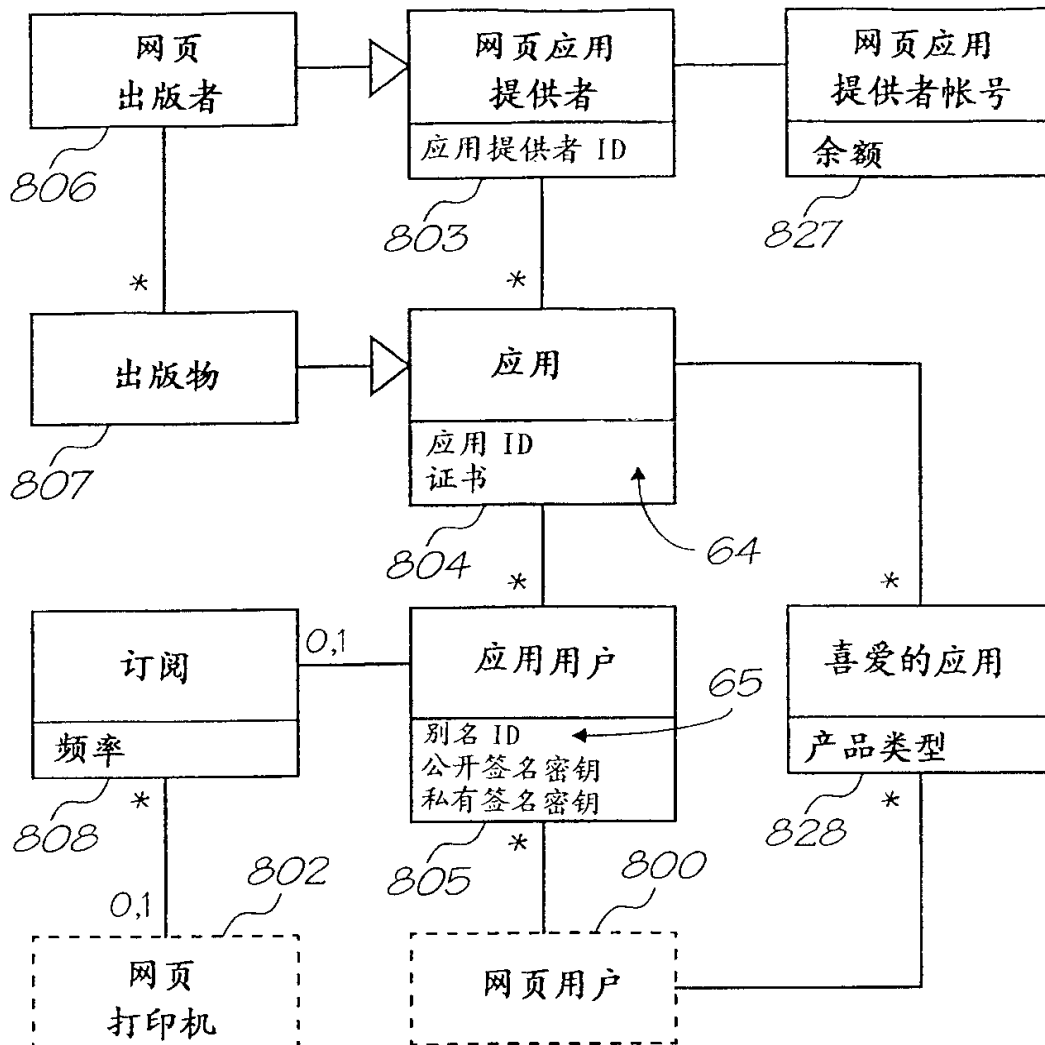 网页
出版者
网页应用
提供者
应用提供者 ID
网页应用
提供者帐号
余额
806
803
827
*
*
出版物
应用
应用 ID
证书
807
804
64
*
*
订阅
频率
0,1
应用用户
别名 ID
公开签名密钥
私有签名密钥
65
喜爱的应用
产品类型
808
*
805
*
828
*
802
800
0,1
网页
打印机
网页用户